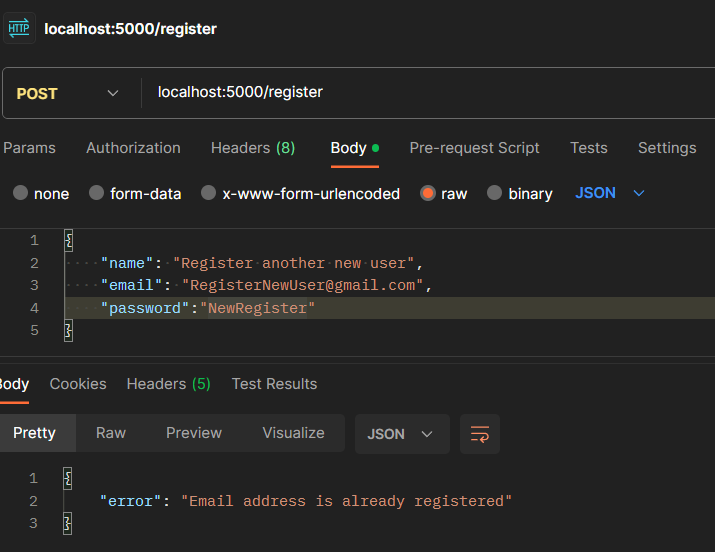 HTTP localhost:5000/register
POST localhost:5000/register
Params Authorization Headers (8) Body Pre-request Script Tests Settings
none form-data x-www-form-urlencoded raw binary JSON
1 {
2 "name": "Register another new user",
3 "email": "RegisterNewUser@gmail.com",
4 "password":"NewRegister"
5 }
Body Cookies Headers (5) Test Results
Pretty Raw Preview Visualize JSON
1 {
2 "error": "Email address is already registered"
3 }